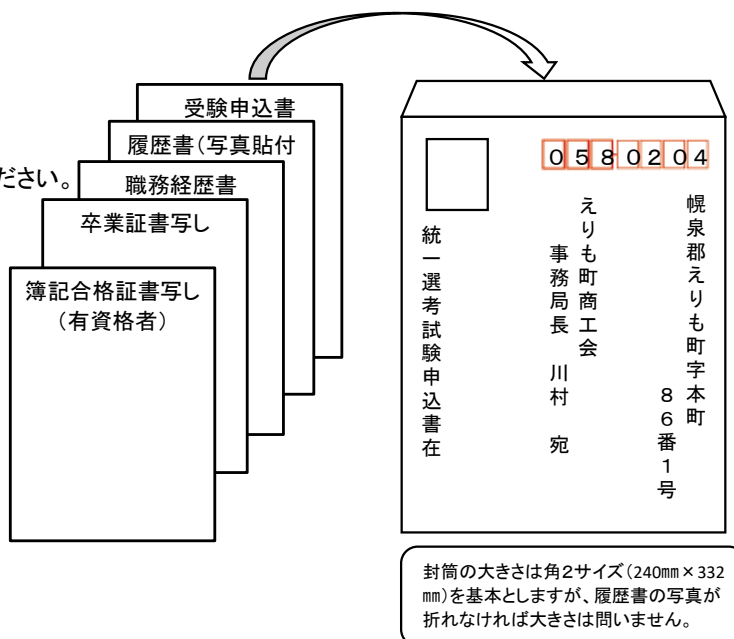 受験申込書
履歴書(写真貼付
ださい。
職務経歴書
卒業証書写し
簿記合格証書写し
(有資格者)
0580204
幌泉郡えりも町字本町
86番1号
えりも町商工会
事務局長 川村 宛
統一選考試験申込書在
封筒の大きさは角2サイズ(240㎜×332
㎜)を基本としますが、履歴書の写真が
折れなければ大きさは問いません。